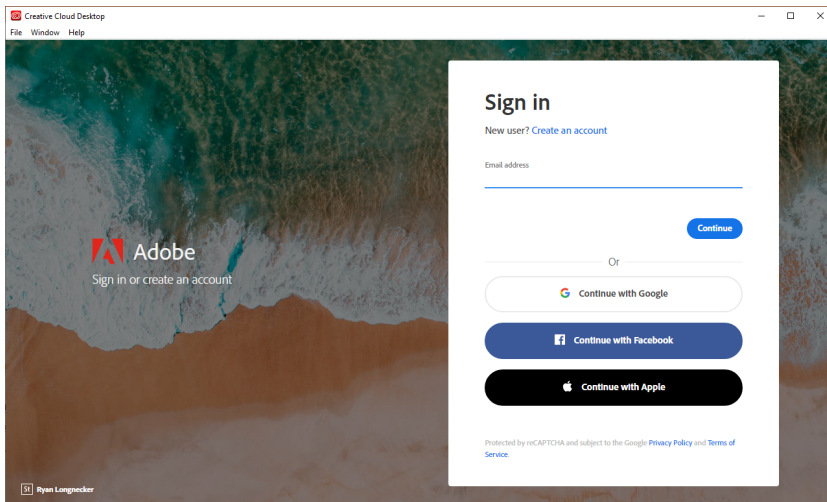 Creative Cloud Desktop
File Window Help
Sign in
New user? Create an account
Email address
Continue
Adobe
Sign in or create an account
Or
Continue with Google
Continue with Facebook
Continue with Apple
Protected by reCAPTCHA and subject to the Google Privacy Policy and Terms of
Service.
St Ryan Longnecker